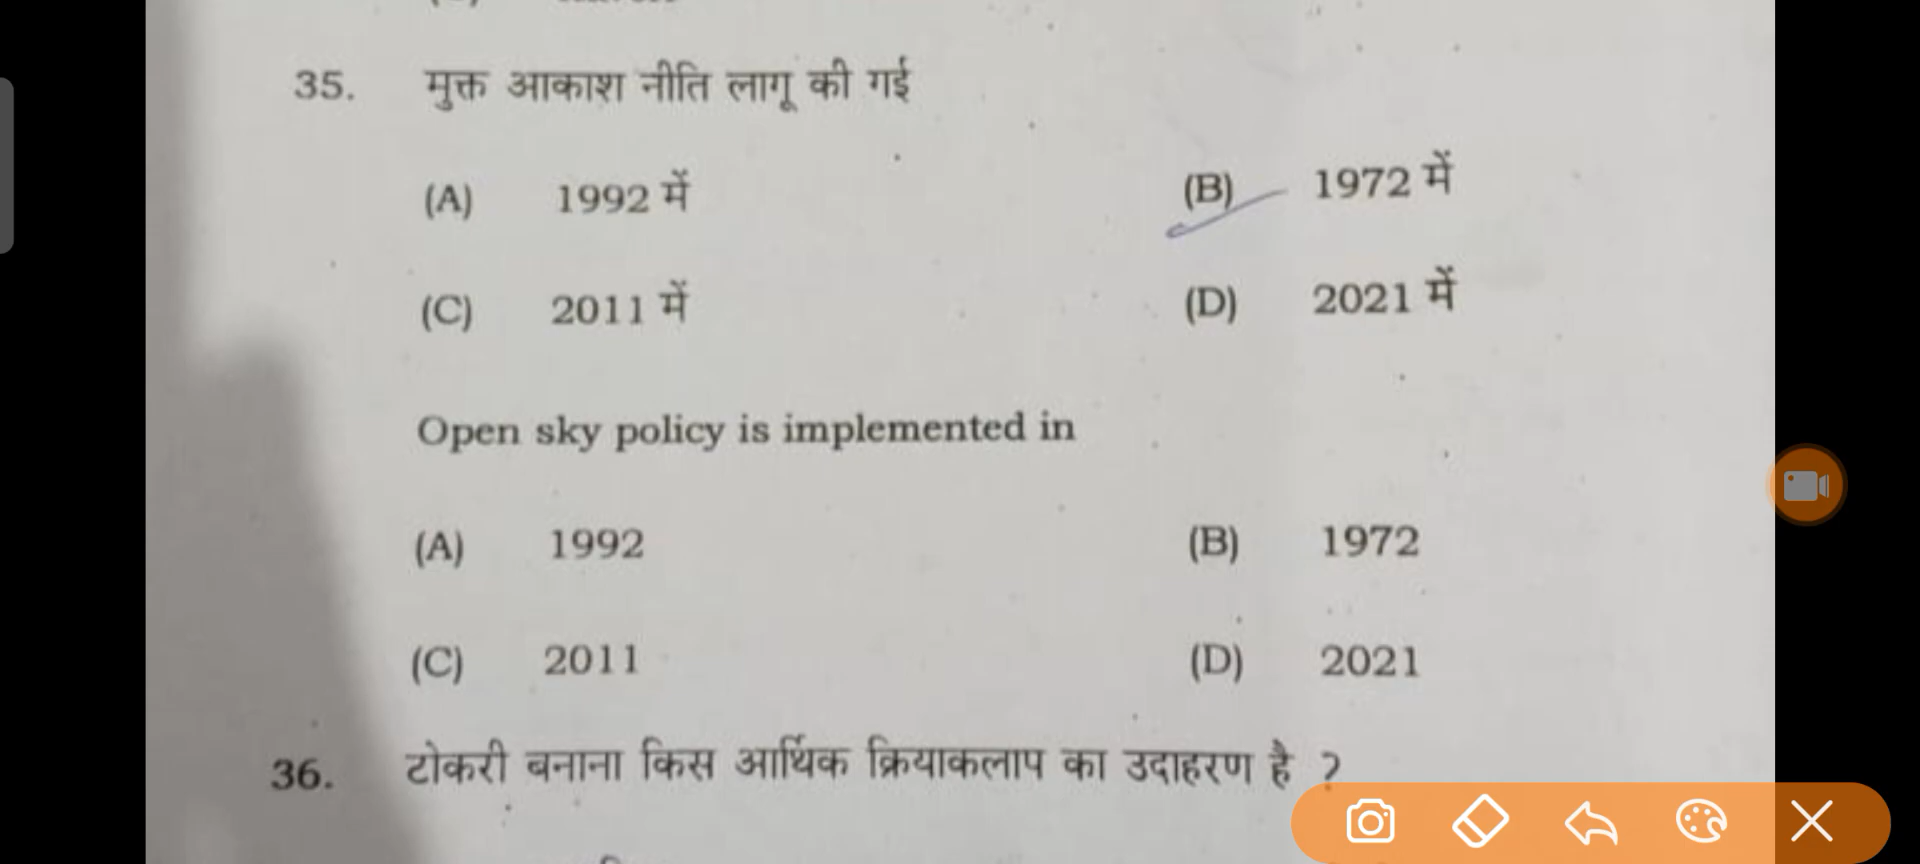 35. मुक्त आकाश नीति लागू की गई
(A) 1992 में (B) 1972 में
(C) 2011 में (D) 2021 में
Open sky policy is implemented in
(A) 1992 (B) 1972
(C) 2011 (D) 2021
36. टोकरी बनाना किस आर्थिक क्रियाकलाप का उदाहरण है ?